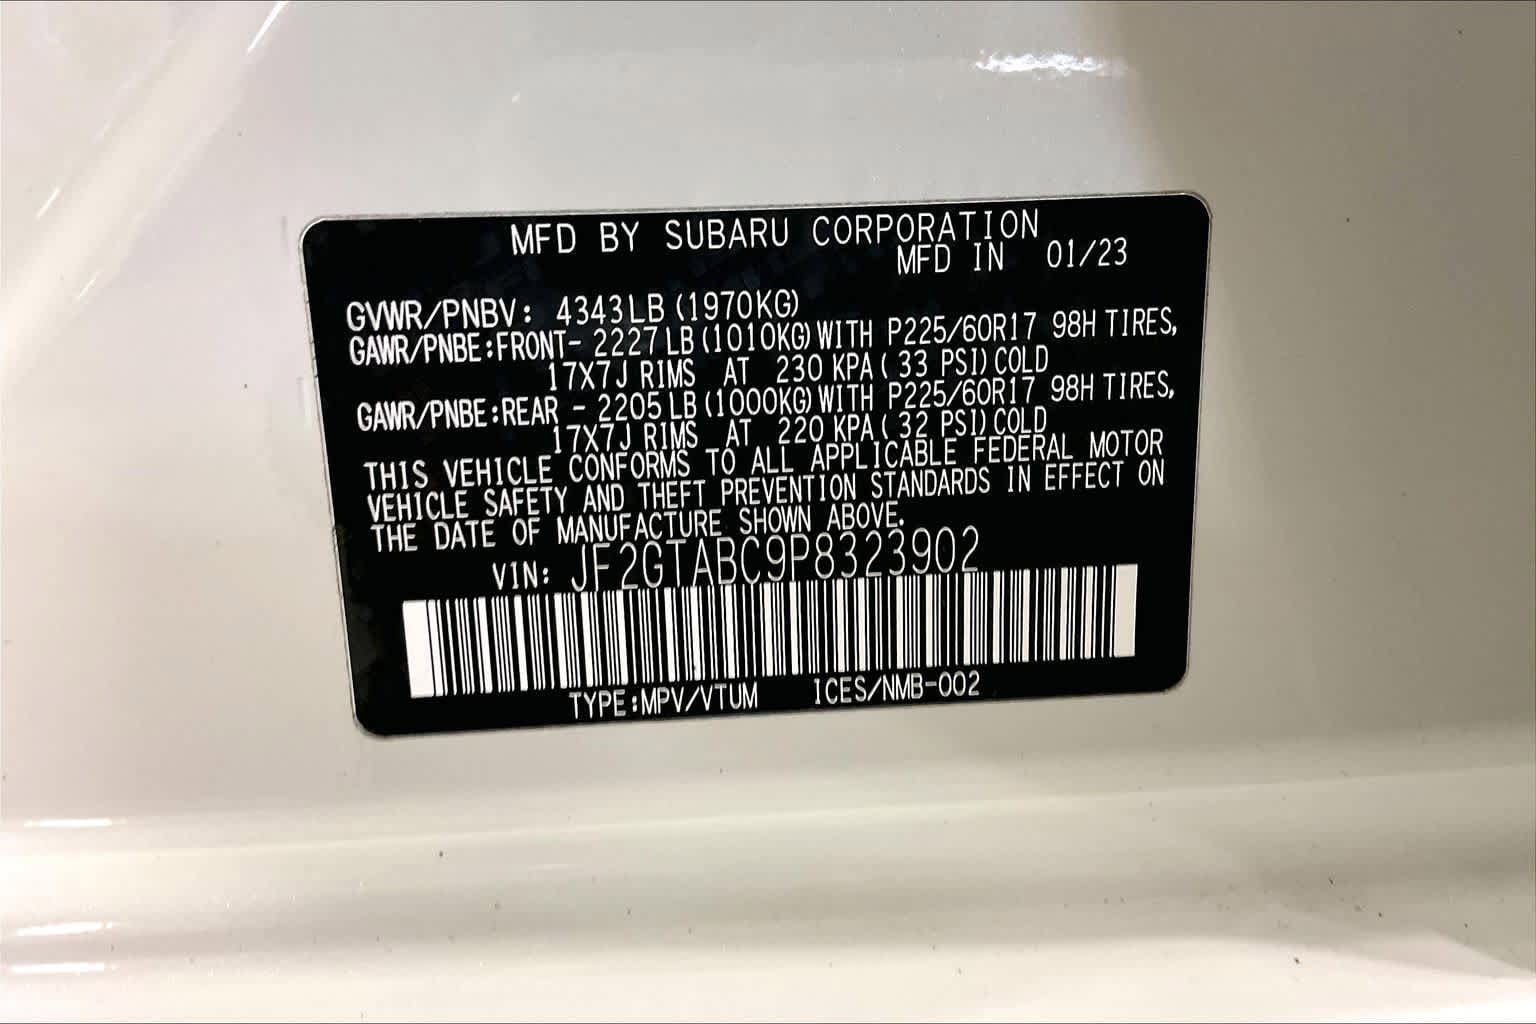 MFD BY SUBARU CORPORATION
MFD IN 01/23
GVWR/PNBV: 4343LB (1970KG)
GAWR/PNBE:FRONT- 2227LB (1010KG) WITH P225/60R17 98H TIRES,
17X7J RIMS AT 230 KPA( 33 PSI) COLD
GAWR/PNBE:REAR - 2205LB (1000KG) WITH P225/60R17 98H TIRES,
17X7J RIMS AT 220 KPA( 32 PSI) COLD
THIS VEHICLE CONFORMS TO ALL APPLICABLE FEDERAL MOTOR
VEHICLE SAFETY AND THEFT PREVENTION STANDARDS IN EFFECT ON
THE DATE OF MANUFACTURE SHOWN ABOVE.
VIN: JF2GTABC9P8323902
TYPE:MPV/VTUM ICES/NMB-002